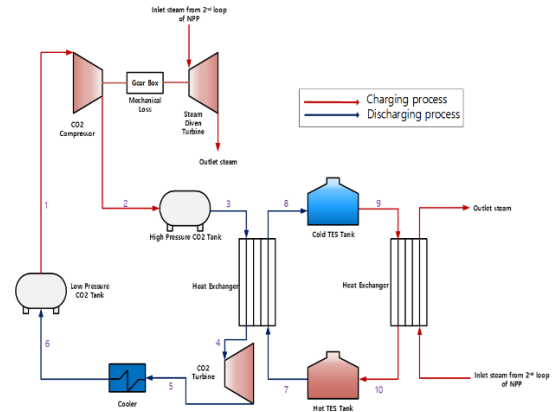 Inlet steam from 2nd loop
of NPP
Gear Box
Mechanical
Loss
CO2
Compressor
Steam
Diven
Turbine
Outlet steam
Charging process
Discharging process
1
2
3
8
9
High Pressure CO2 Tank
Cold TES Tank
Outlet steam
Heat Exchanger
Heat Exchanger
Low Pressure
CO2 Tank
6
4
CO2
Turbine
5
7
10
Cooler
Hot TES Tank
Inlet steam from 2nd loop
of NPP